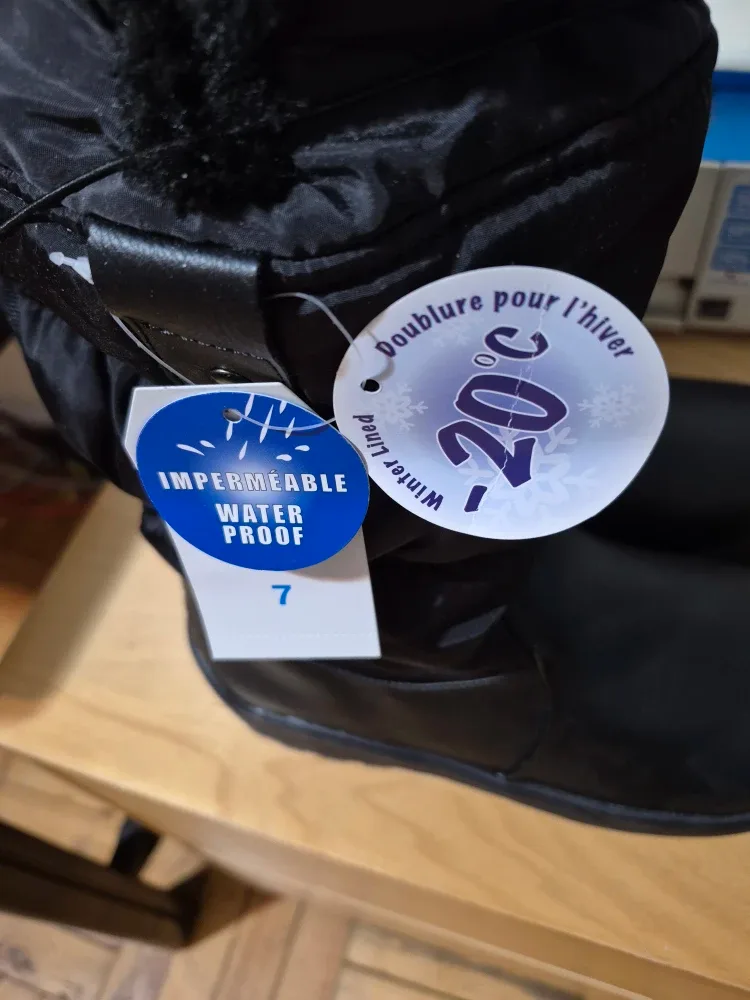 Doublure pour l'hiver
-20°C
Winter Lined
IMPERMÉABLE
WATER
PROOF
7